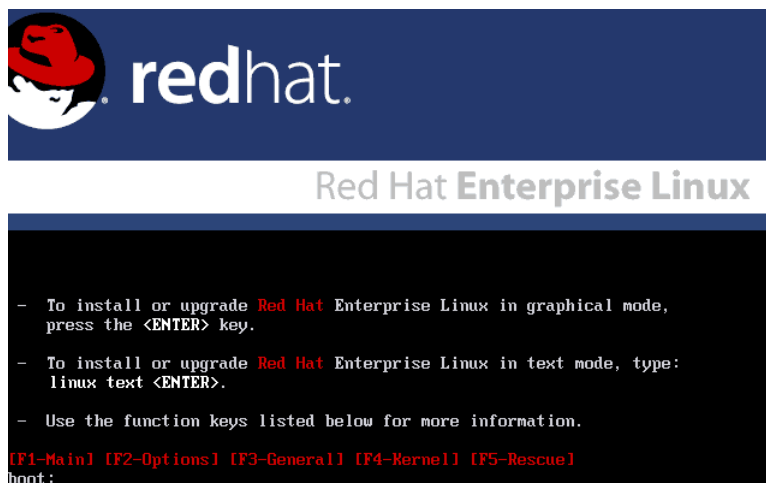 redhat.
Red Hat Enterprise Linux
- To install or upgrade Red Hat Enterprise Linux in graphical mode,
press the <ENTER> key.
- To install or upgrade Red Hat Enterprise Linux in text mode, type:
linux text <ENTER>.
- Use the function keys listed below for more information.
[F1-Main] [F2-Options] [F3-General] [F4-Kernel] [F5-Rescue]
boot: